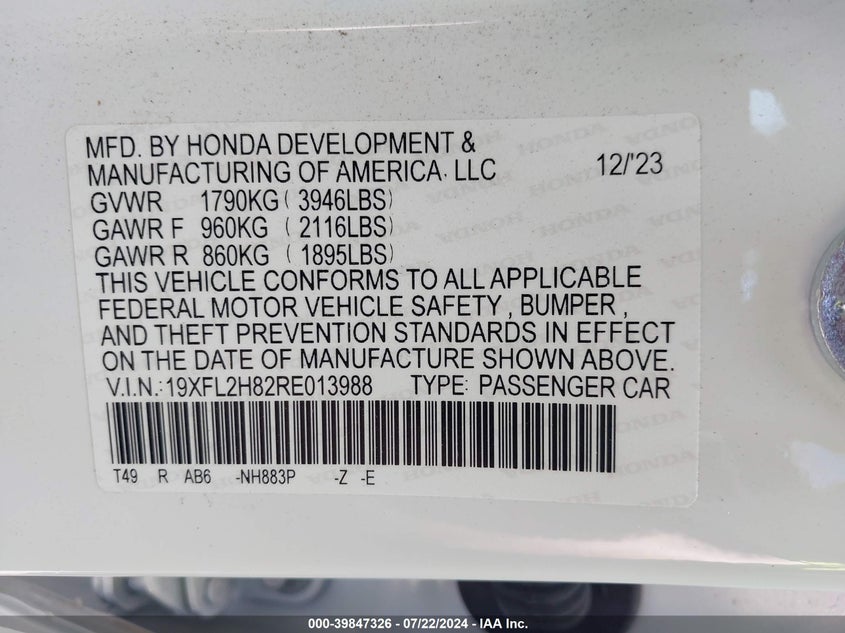 MFD. BY HONDA DEVELOPMENT &
MANUFACTURING OF AMERICA, LLC 12/'23
GVWR 1790KG ( 3946LBS)
GAWR F 960KG ( 2116LBS)
GAWR R 860KG ( 1895LBS)
THIS VEHICLE CONFORMS TO ALL APPLICABLE
FEDERAL MOTOR VEHICLE SAFETY , BUMPER ,
AND THEFT PREVENTION STANDARDS IN EFFECT
ON THE DATE OF MANUFACTURE SHOWN ABOVE.
V.I.N.:19XFL2H82RE013988 TYPE: PASSENGER CAR
T49 R AB6 -NH883P -Z -E
000-39847326 - 07/22/2024 - IAA Inc.